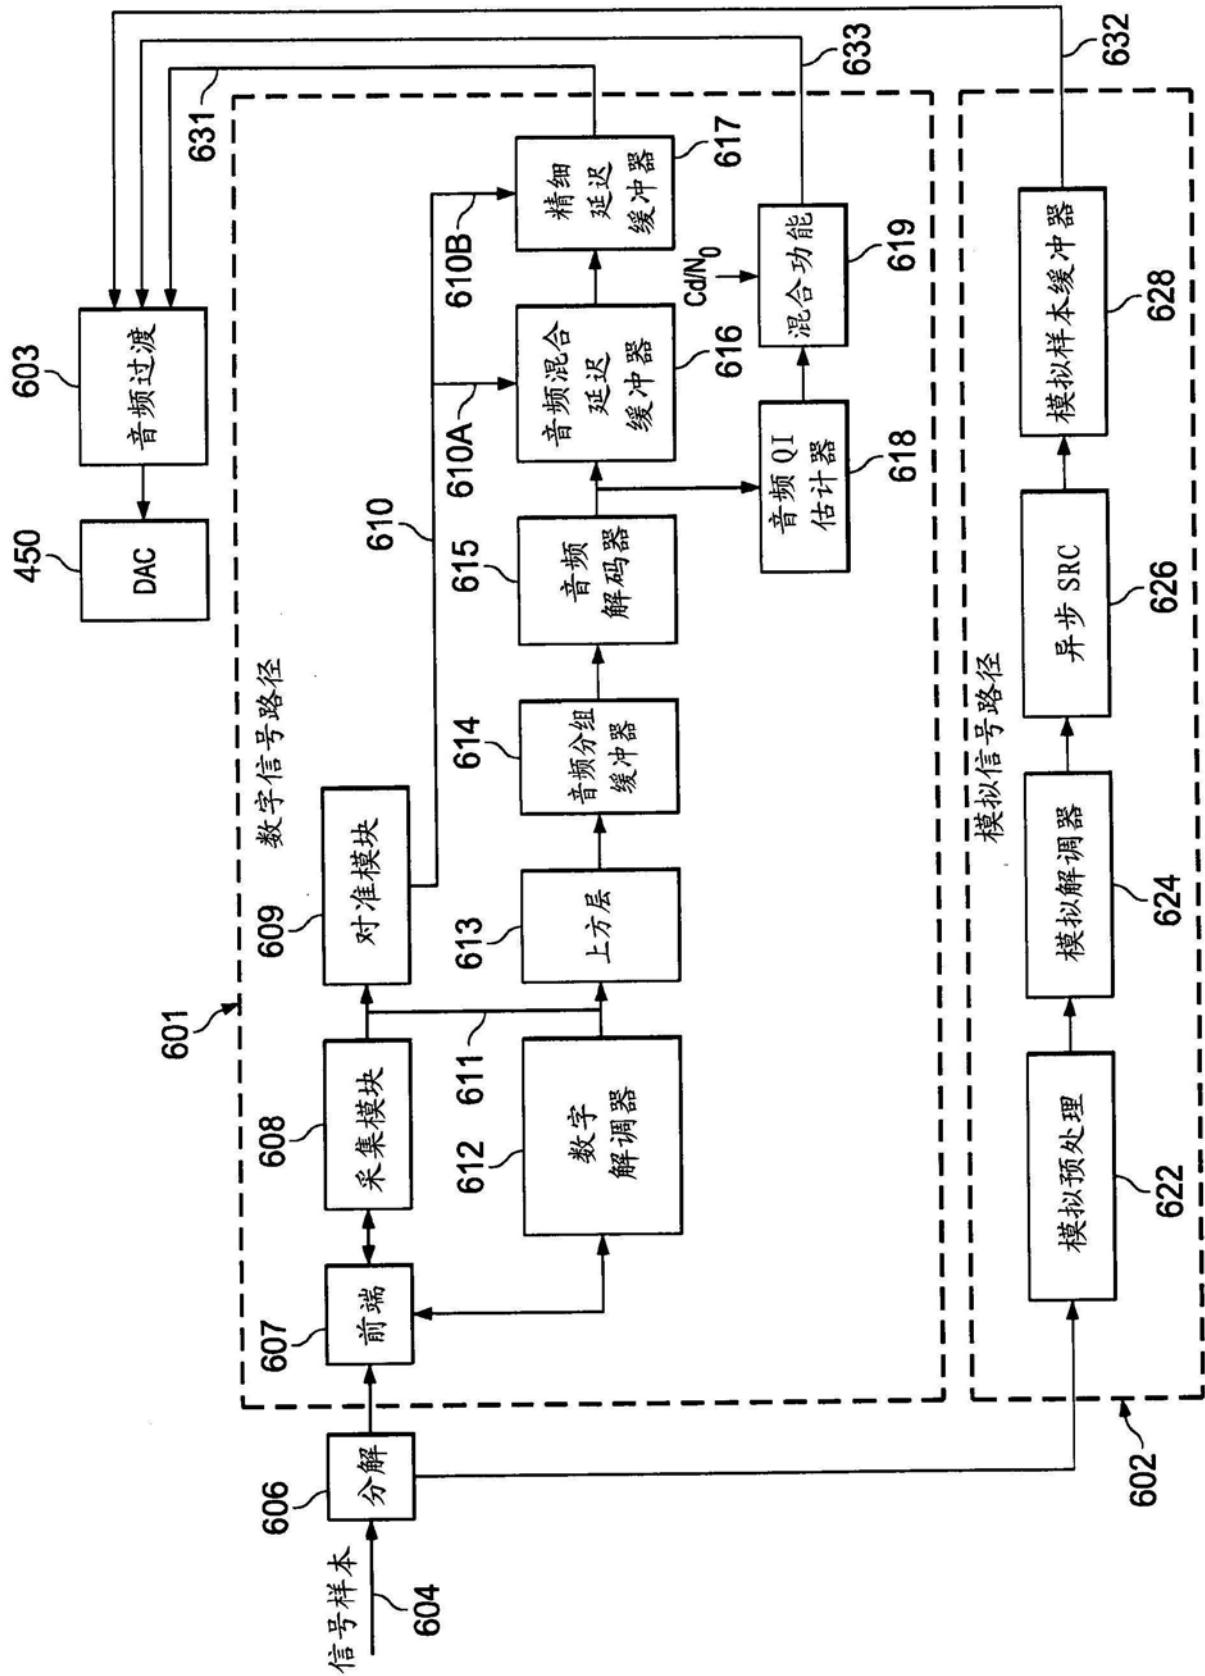 信号样本
604
606
分解
601
数字信号路径
607
前端
608
采集模块
609
对准模块
610
610A
610B
611
612
数字
解调器
613
上方层
614
音频分组
缓冲器
615
音频
解码器
616
音频混合
延迟
缓冲器
617
精细
延迟
缓冲器
618
音频QI
估计器
Cd/N0
619
混合功能
631
633
632
603
音频过渡
450
DAC
602
模拟信号路径
622
模拟预处理
624
模拟解调器
626
异步SRC
628
模拟样本缓冲器